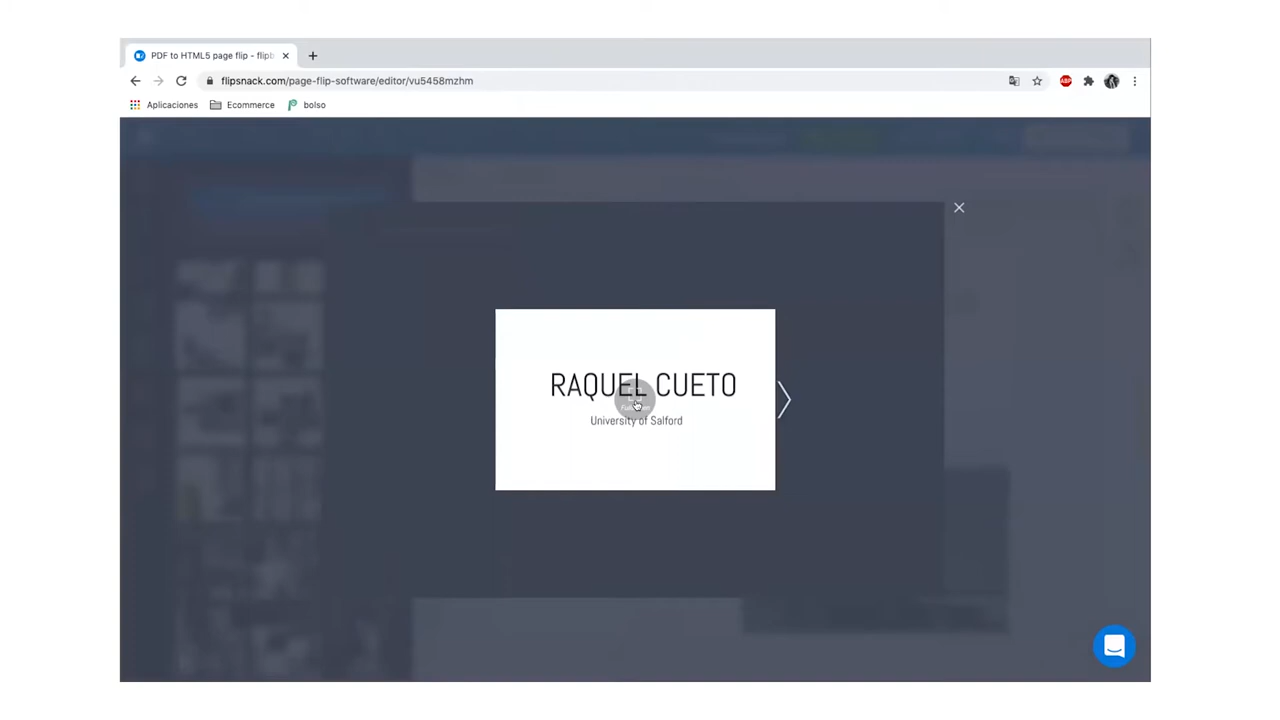 PDF to HTML5 page flip - flipb
flipsnack.com/page-flip-software/editor/vu5458mzhm
ABP
Aplicaciones
Ecommerce
bolso
RAQUEL CUETO
University of Salford